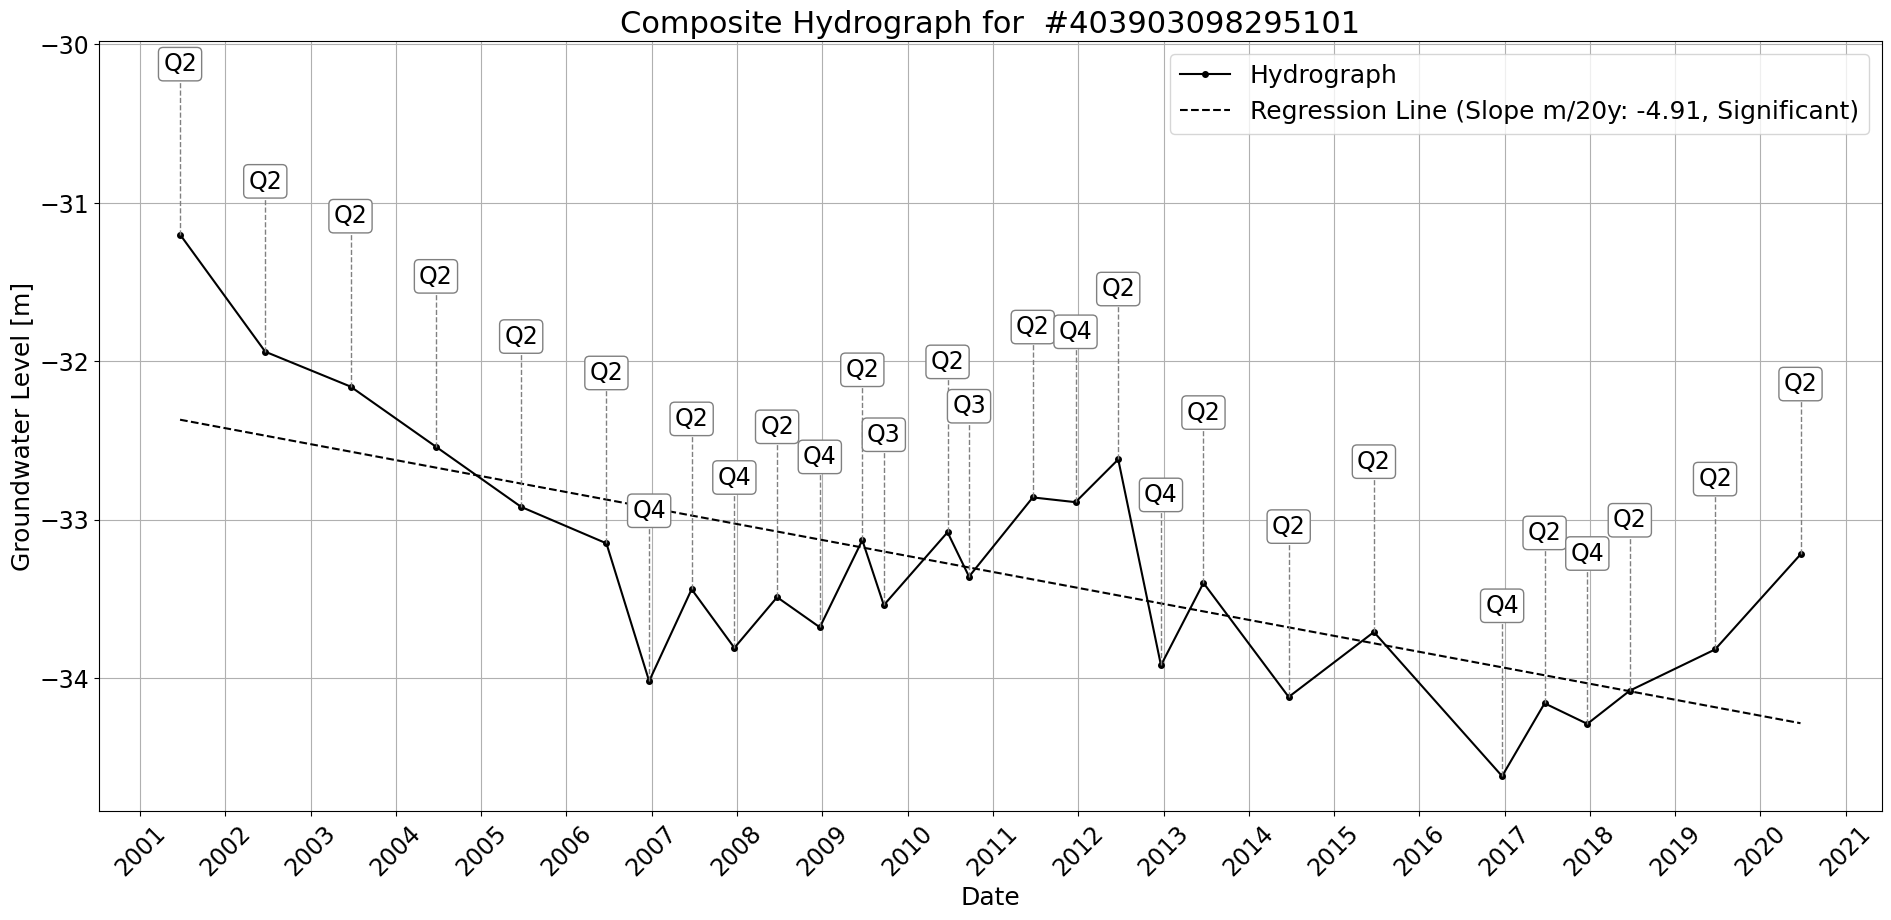 Composite Hydrograph for  #403903098295101
Hydrograph
Regression Line (Slope m/20y: -4.91, Significant)
Groundwater Level [m]
−30
−31
−32
−33
−34
Q2
Q2
Q2
Q2
Q2
Q2
Q4
Q2
Q4
Q2
Q4
Q2
Q3
Q2
Q3
Q2
Q4
Q2
Q4
Q2
Q2
Q2
Q4
Q2
Q4
Q2
Q2
Q2
2001
2002
2003
2004
2005
2006
2007
2008
2009
2010
2011
2012
2013
2014
2015
2016
2017
2018
2019
2020
2021
Date